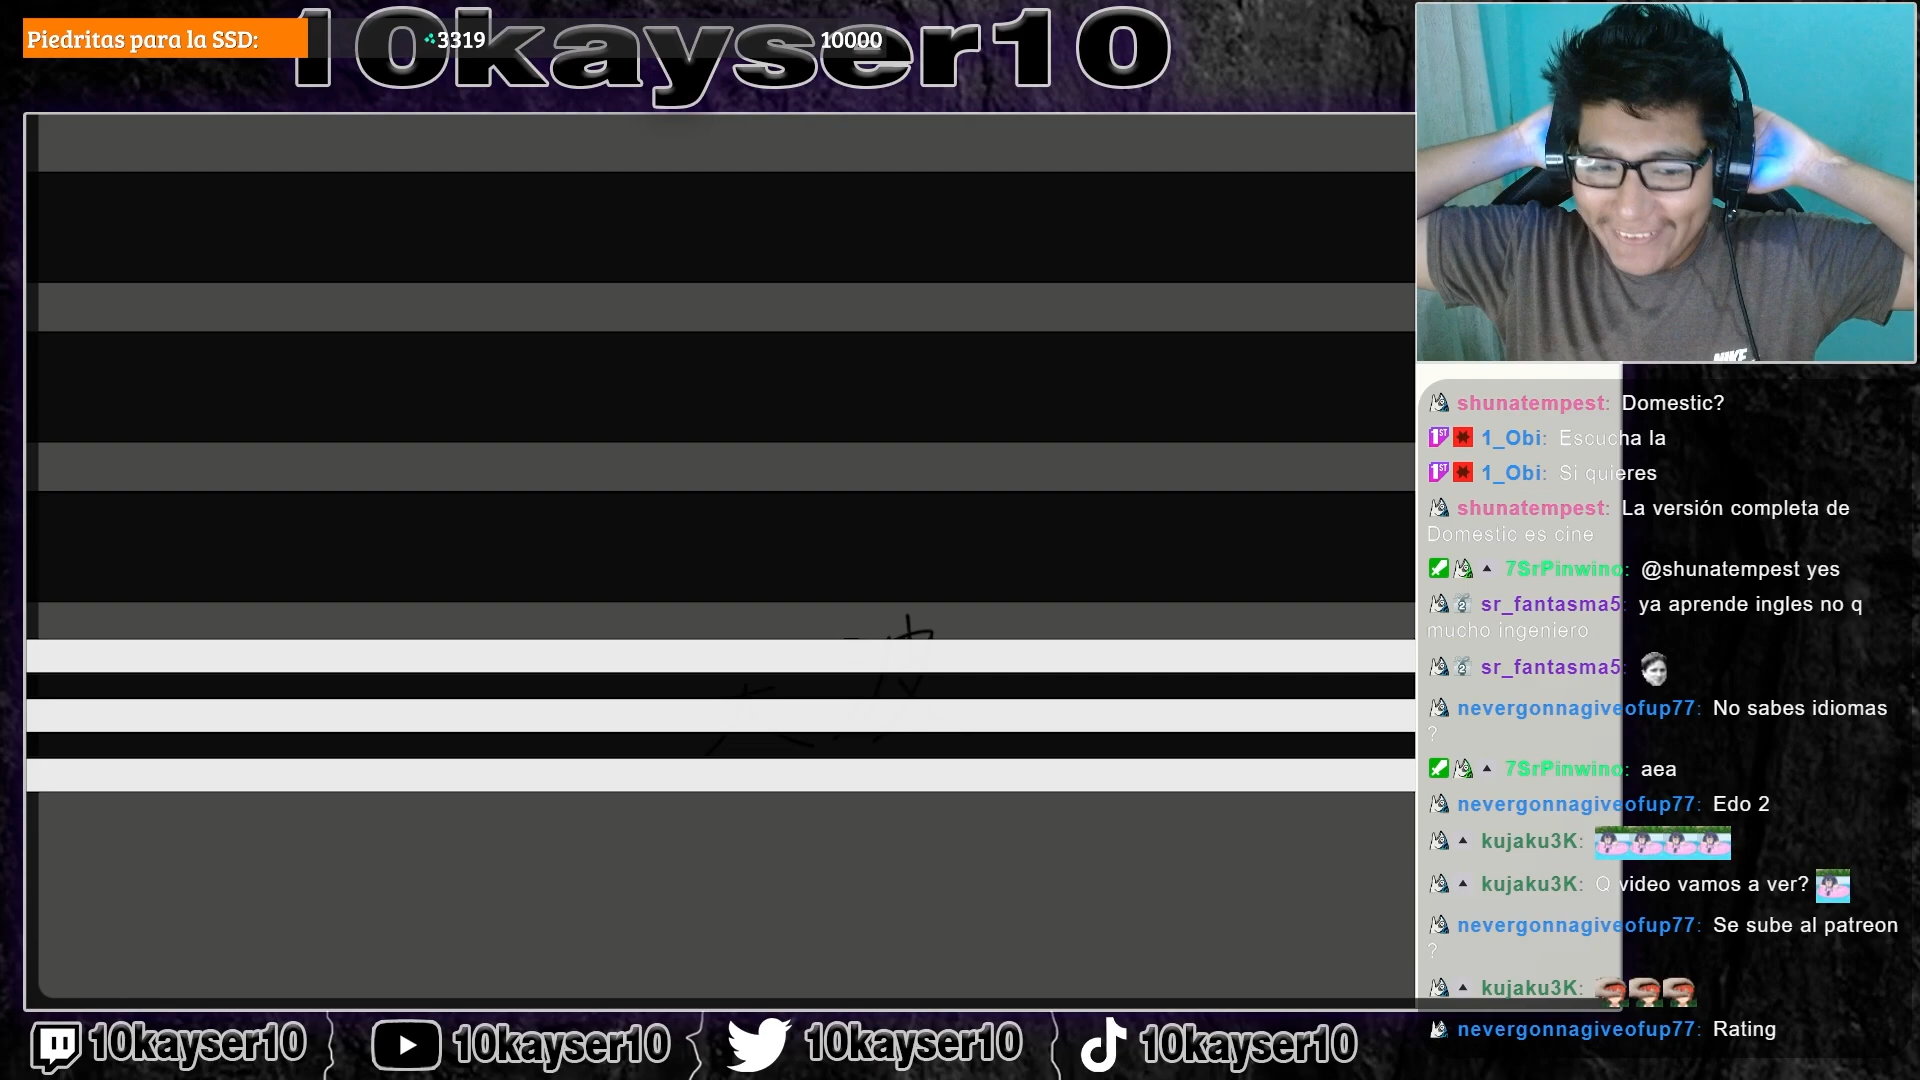 10kayser10
Piedritas para la SSD: 3319 10000
NIKE
shunatempest: Domestic?
1_Obi: Escucha la
1_Obi: Si quieres
shunatempest: La versión completa de
Domestic es cine
7SrPinwino: @shunatempest yes
sr_fantasma5: ya aprende ingles no q
mucho ingeniero
sr_fantasma5:
nevergonnagiveofup77: No sabes idiomas
?
7SrPinwino: aea
nevergonnagiveofup77: Edo 2
kujaku3K:
kujaku3K: Q video vamos a ver?
nevergonnagiveofup77: Se sube al patreon
?
kujaku3K:
nevergonnagiveofup77: Rating
10kayser10 10kayser10 10kayser10 10kayser10